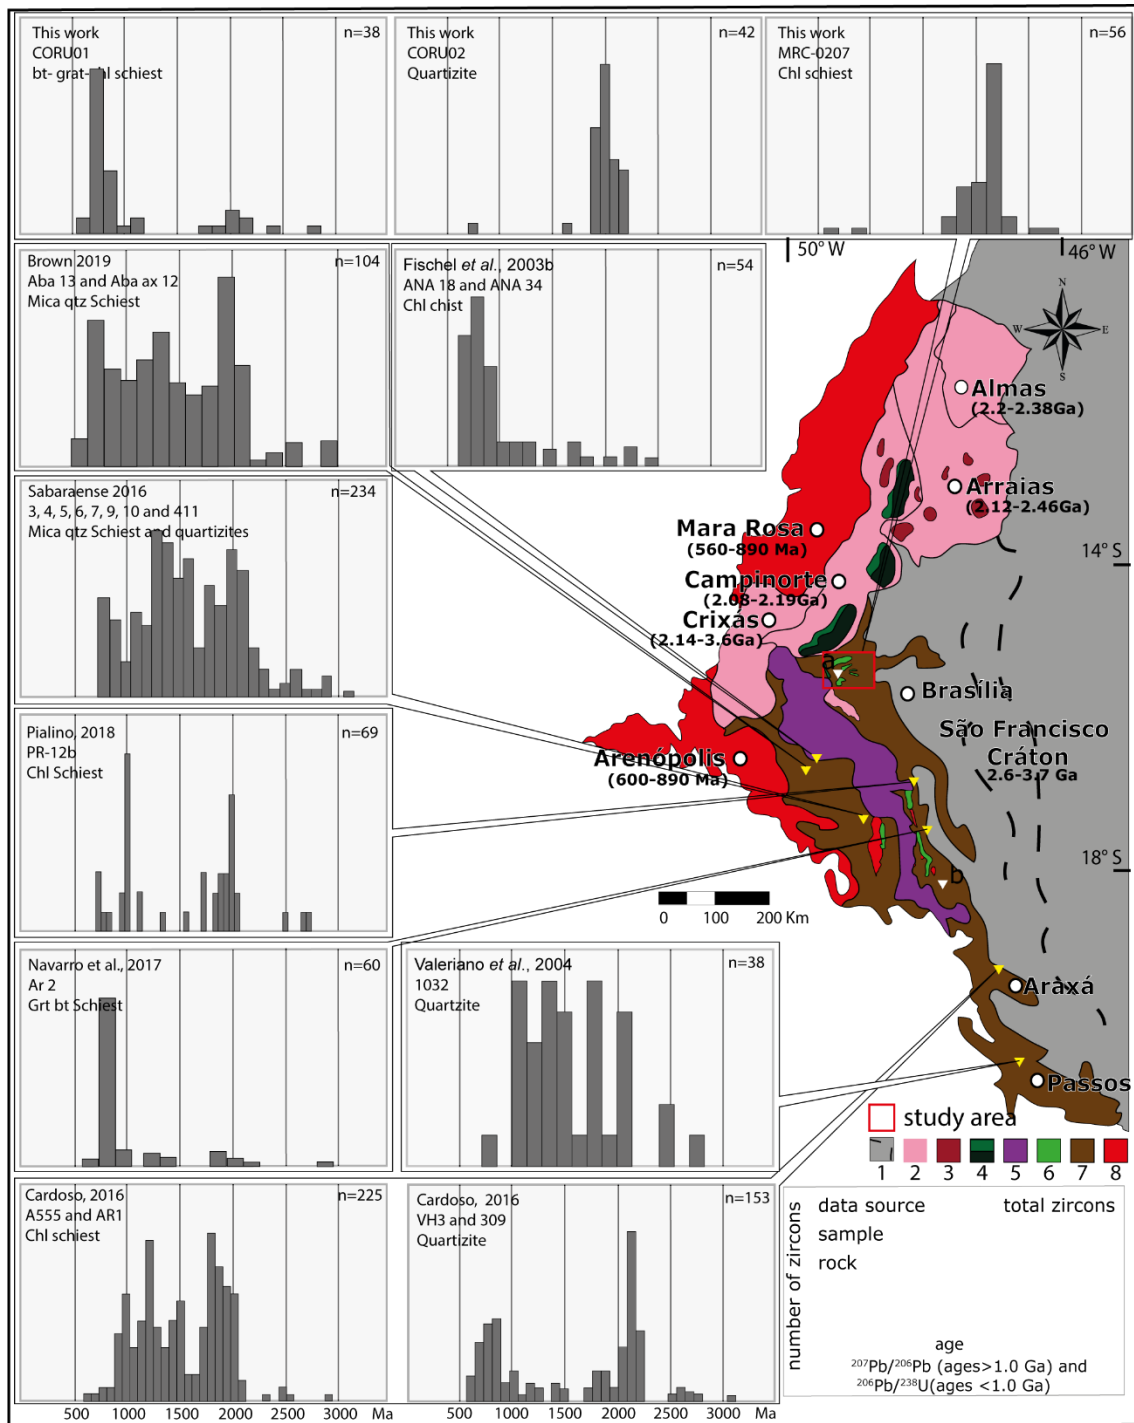 This work
CORU01
bt- grat-chl schiest
n=38
This work
CORU02
Quartizite
n=42
This work
MRC-0207
Chl schiest
n=56
Brown 2019
Aba 13 and Aba ax 12
Mica qtz Schiest
n=104
Fischel et al., 2003b
ANA 18 and ANA 34
Chl chist
n=54
50° W
46° W
N
W
E
S
Almas
(2.2-2.38Ga)
Arraias
(2.12-2.46Ga)
Mara Rosa
(560-890 Ma)
14° S
Campinorte
(2.08-2.19Ga)
Crixás
(2.14-3.6Ga)
a
Brasília
São Francisco
Cráton
2.6-3.7 Ga
Arenópolis
(600-890 Ma)
18° S
b
0 100 200 Km
Araxá
Passos
Sabaraense 2016
3, 4, 5, 6, 7, 9, 10 and 411
Mica qtz Schiest and quartizites
n=234
Pialino, 2018
PR-12b
Chl Schiest
n=69
Navarro et al., 2017
Ar 2
Grt bt Schiest
n=60
Valeriano et al., 2004
1032
Quartzite
n=38
Cardoso, 2016
A555 and AR1
Chl schiest
n=225
Cardoso, 2016
VH3 and 309
Quartizite
n=153
500 1000 1500 2000 2500 3000 Ma
500 1000 1500 2000 2500 3000 Ma
study area
1 2 3 4 5 6 7 8
number of zircons
data source
total zircons
sample
rock
age
207Pb/206Pb (ages>1.0 Ga) and
206Pb/238U(ages <1.0 Ga)